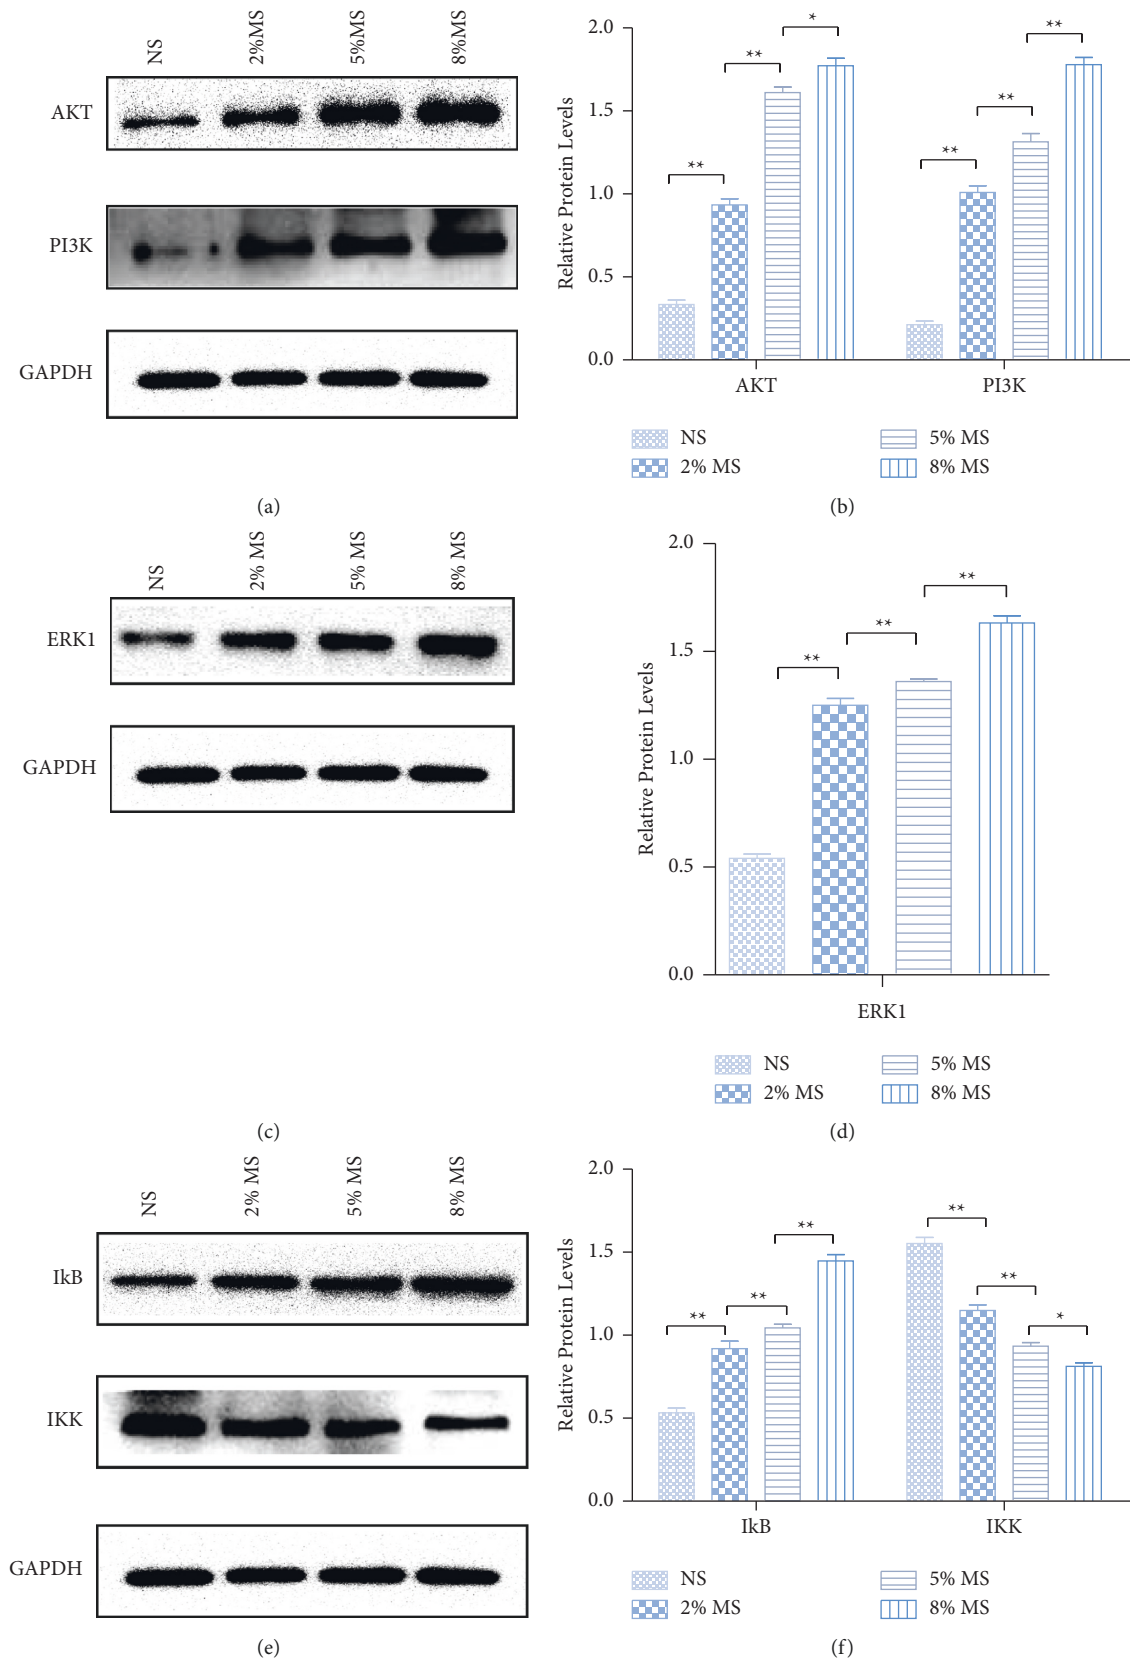 NS
2%MS
5%MS
8%MS
AKT
PI3K
GAPDH
(a)
2.0
1.5
1.0
0.5
0.0
Relative Protein Levels
**
**
*
**
**
**
AKT
PI3K
NS
2% MS
5% MS
8% MS
(b)
NS
2% MS
5% MS
8% MS
ERK1
GAPDH
(c)
2.0
1.5
1.0
0.5
0.0
Relative Protein Levels
**
**
**
ERK1
NS
2% MS
5% MS
8% MS
(d)
NS
2% MS
5% MS
8% MS
IkB
IKK
GAPDH
(e)
2.0
1.5
1.0
0.5
0.0
Relative Protein Levels
**
**
**
**
**
*
IkB
IKK
NS
2% MS
5% MS
8% MS
(f)